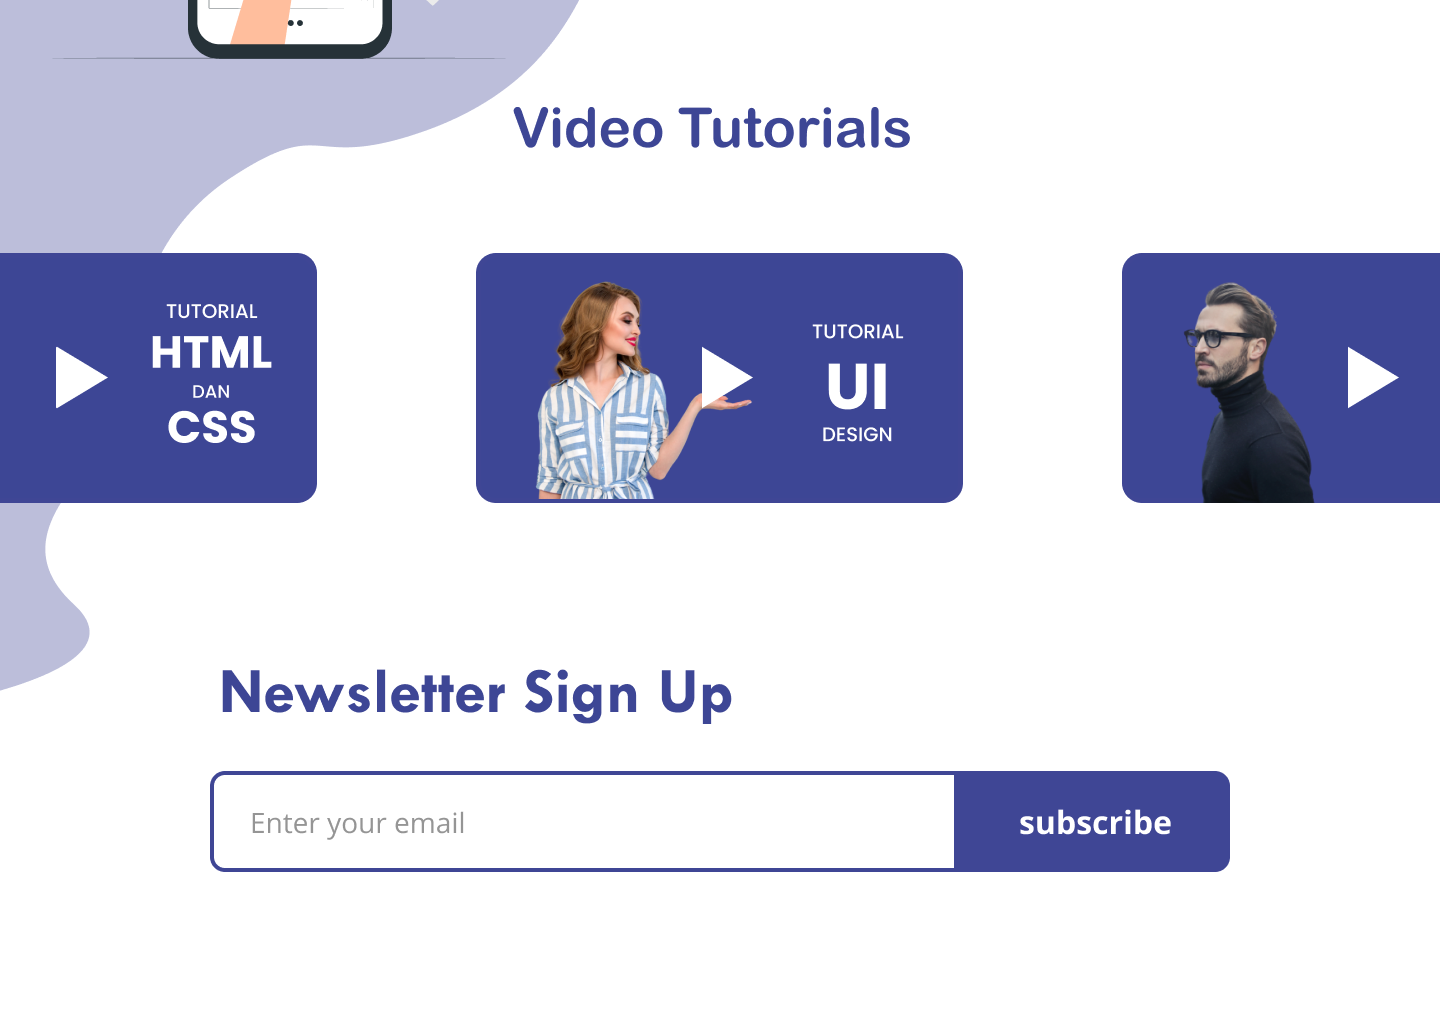 Video Tutorials
TUTORIAL
HTML
DAN
CSS
TUTORIAL
UI
DESIGN
Newsletter Sign Up
Enter your email
subscribe